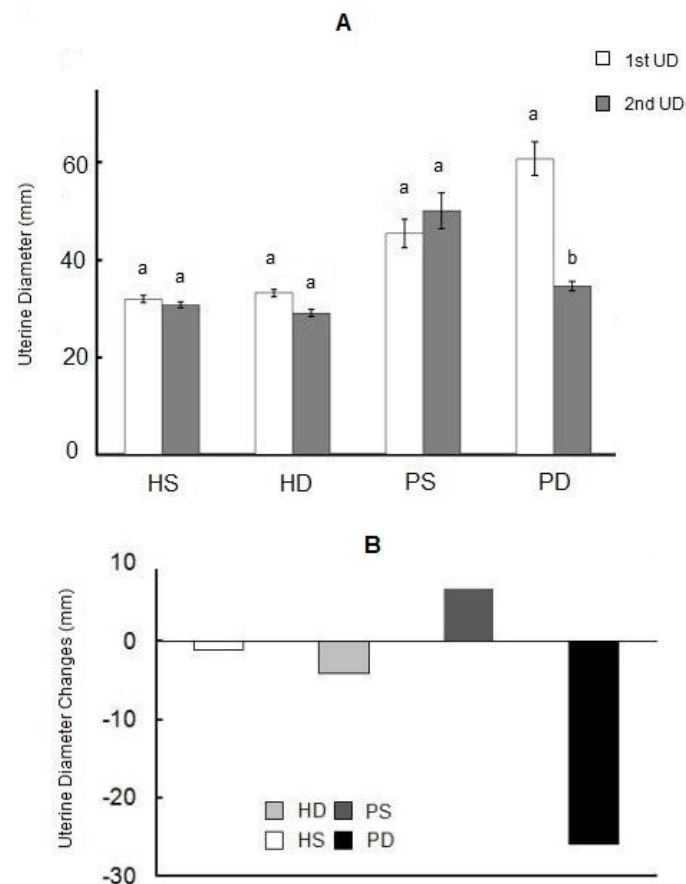 A
1st UD
2nd UD
Uterine Diameter (mm)
60
40
20
0
a a a a a a a b
HS HD PS PD
B
Uterine Diameter Changes (mm)
10
0
-10
-20
-30
HD PS
HS PD